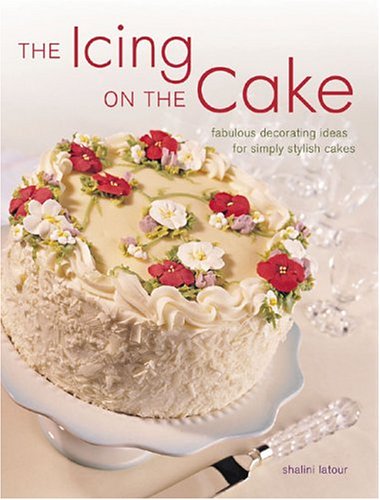 THE Icing
ON THE Cake
fabulous decorating ideas
for simply stylish cakes
shalini latour